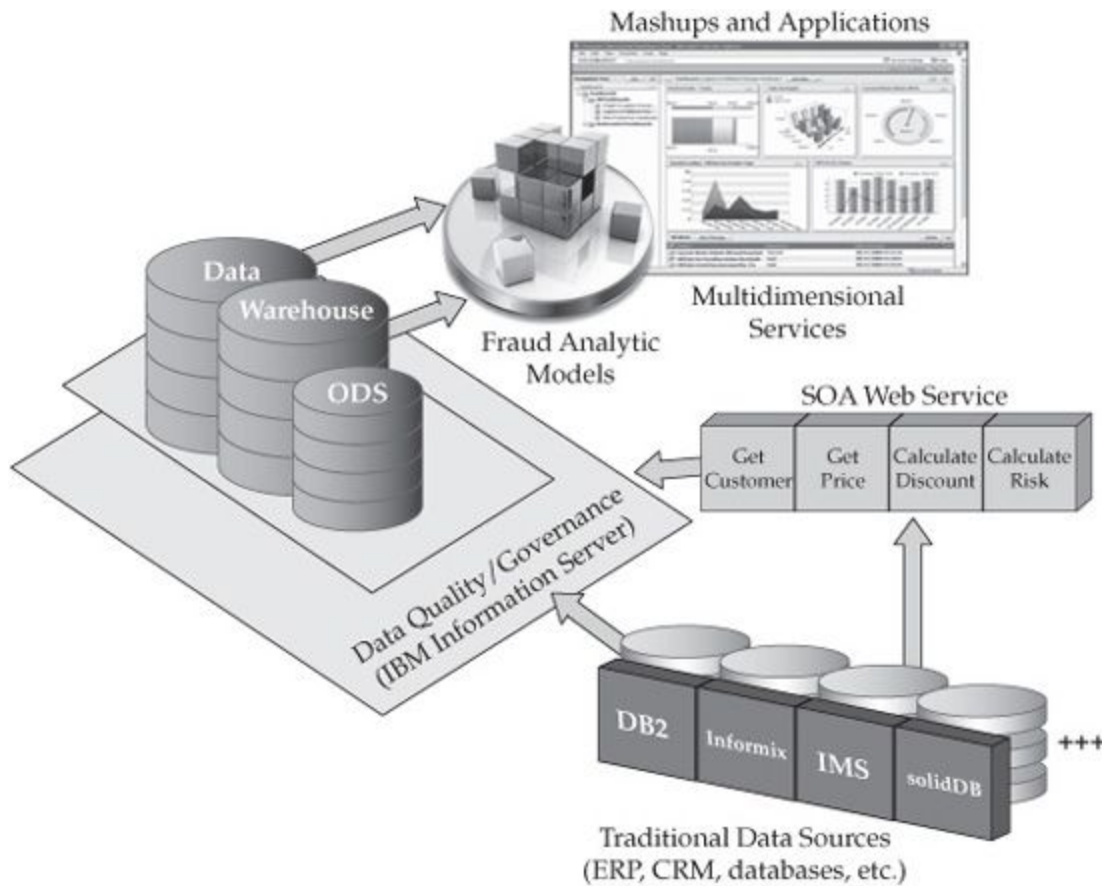 Mashups and Applications
Data
Warehouse
ODS
Fraud Analytic
Models
Multidimensional
Services
SOA Web Service
Get
Customer
Get
Price
Calculate
Discount
Calculate
Risk
Data Quality/Governance
(IBM Information Server)
DB2
Informix
IMS
solidDB
+++
Traditional Data Sources
(ERP, CRM, databases, etc.)